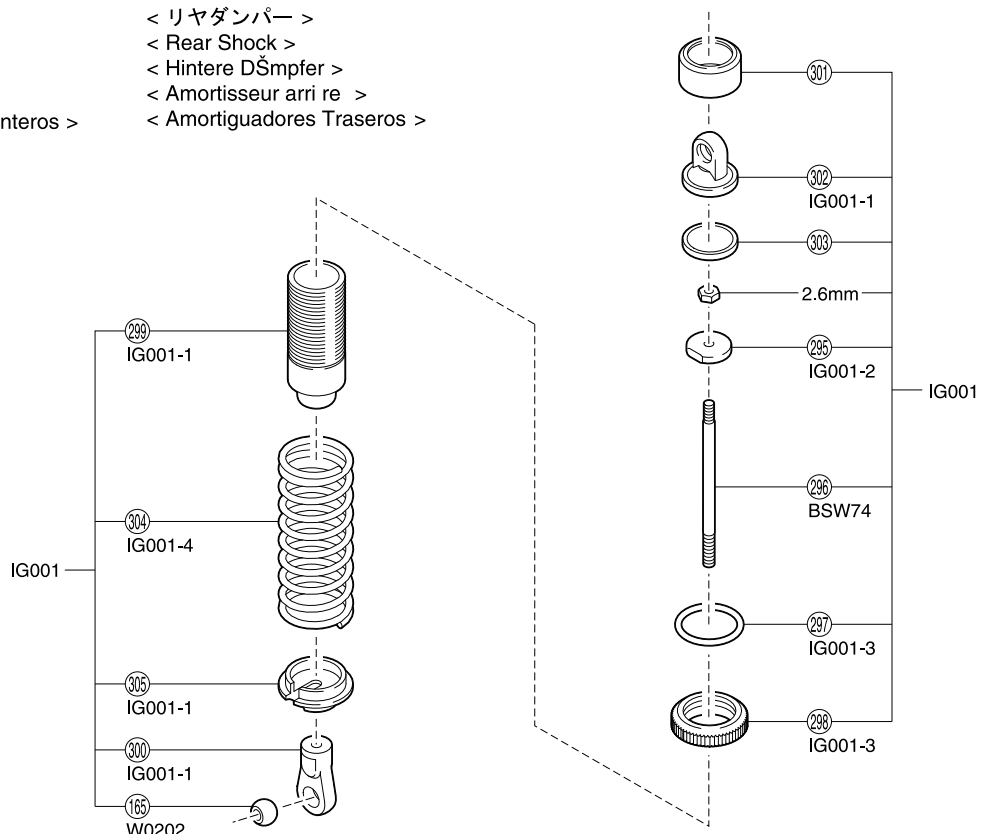 < リヤダンパー >
< Rear Shock >
< Hintere DŠmpfer >
< Amortisseur arri re >
nteros >
< Amortiguadores Traseros >
299
IG001-1
304
IG001-4
IG001
305
IG001-1
300
IG001-1
165
W0202
301
302
IG001-1
303
2.6mm
295
IG001-2
IG001
296
BSW74
297
IG001-3
298
IG001-3